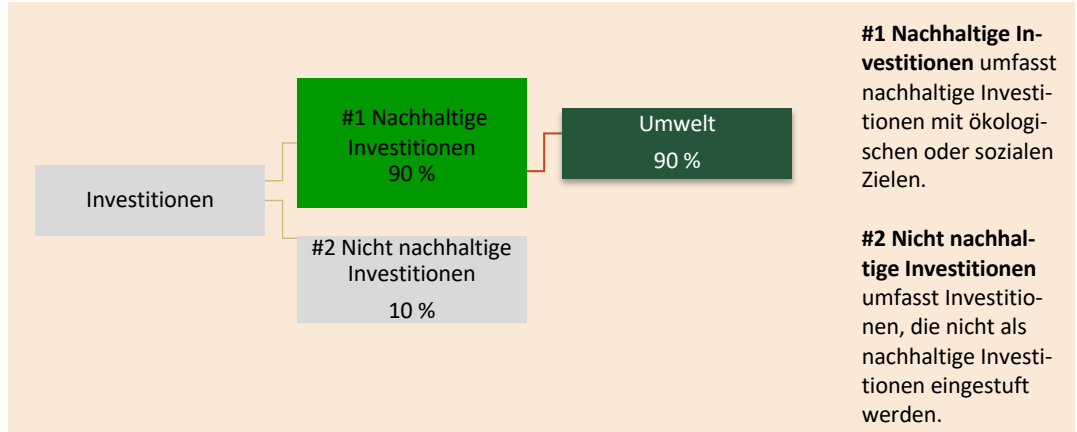 Investitionen
#1 Nachhaltige
Investitionen
90 %
Umwelt
90 %
#2 Nicht nachhaltige
Investitionen
10 %
#1 Nachhaltige In-
vestitionen umfasst
nachhaltige Investi-
tionen mit ökologi-
schen oder sozialen
Zielen.
#2 Nicht nachhal-
tige Investitionen
umfasst Investitio-
nen, die nicht als
nachhaltige Investi-
tionen eingestuft
werden.